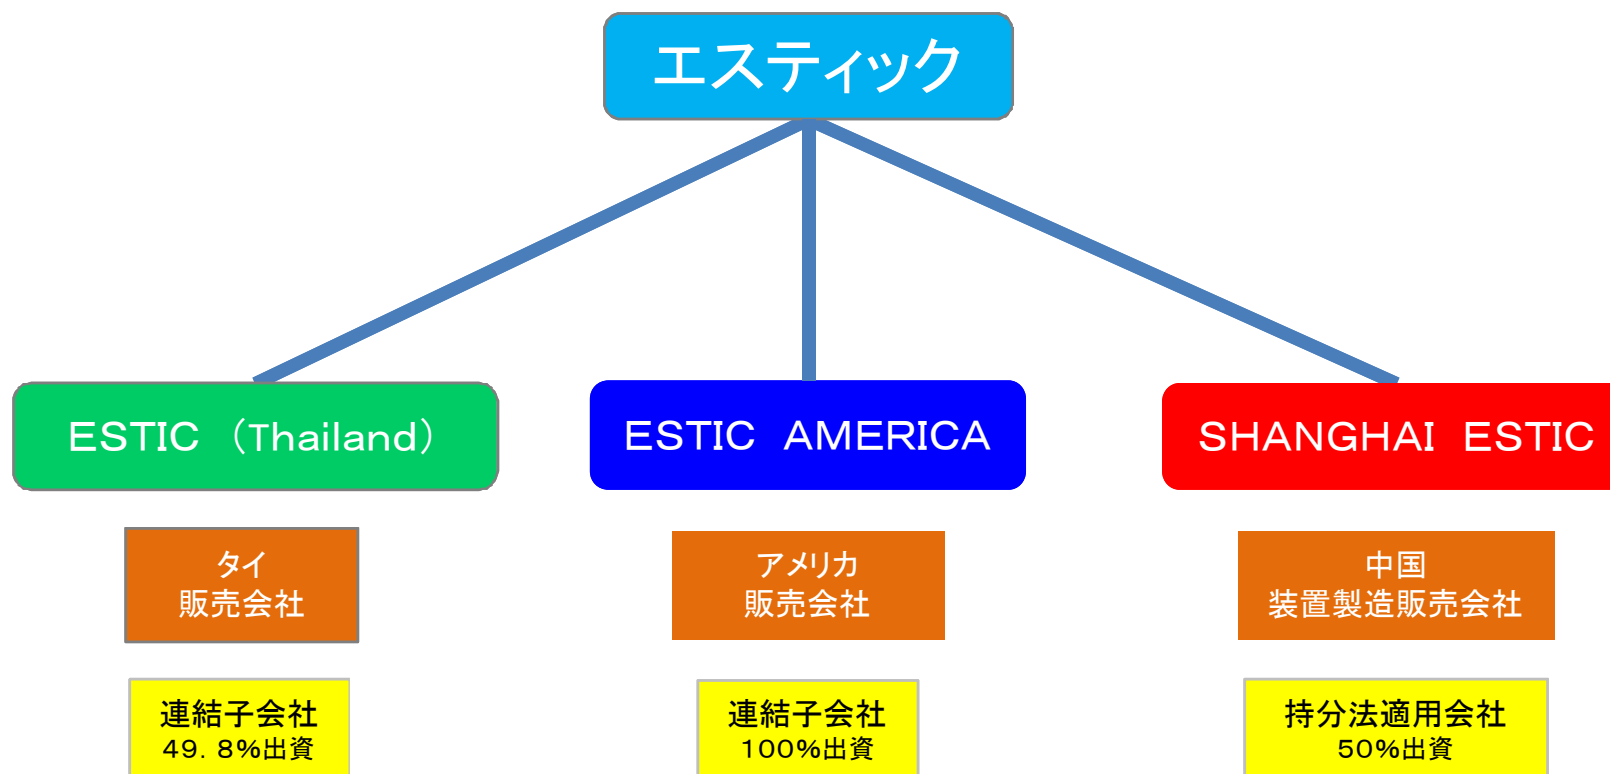 エスティック
ESTIC （Thailand）
ESTIC　AMERICA
SHANGHAI　ESTIC
タイ
販売会社
アメリカ
販売会社
中国
装置製造販売会社
連結子会社
49．8％出資
連結子会社
100％出資
持分法適用会社
50％出資